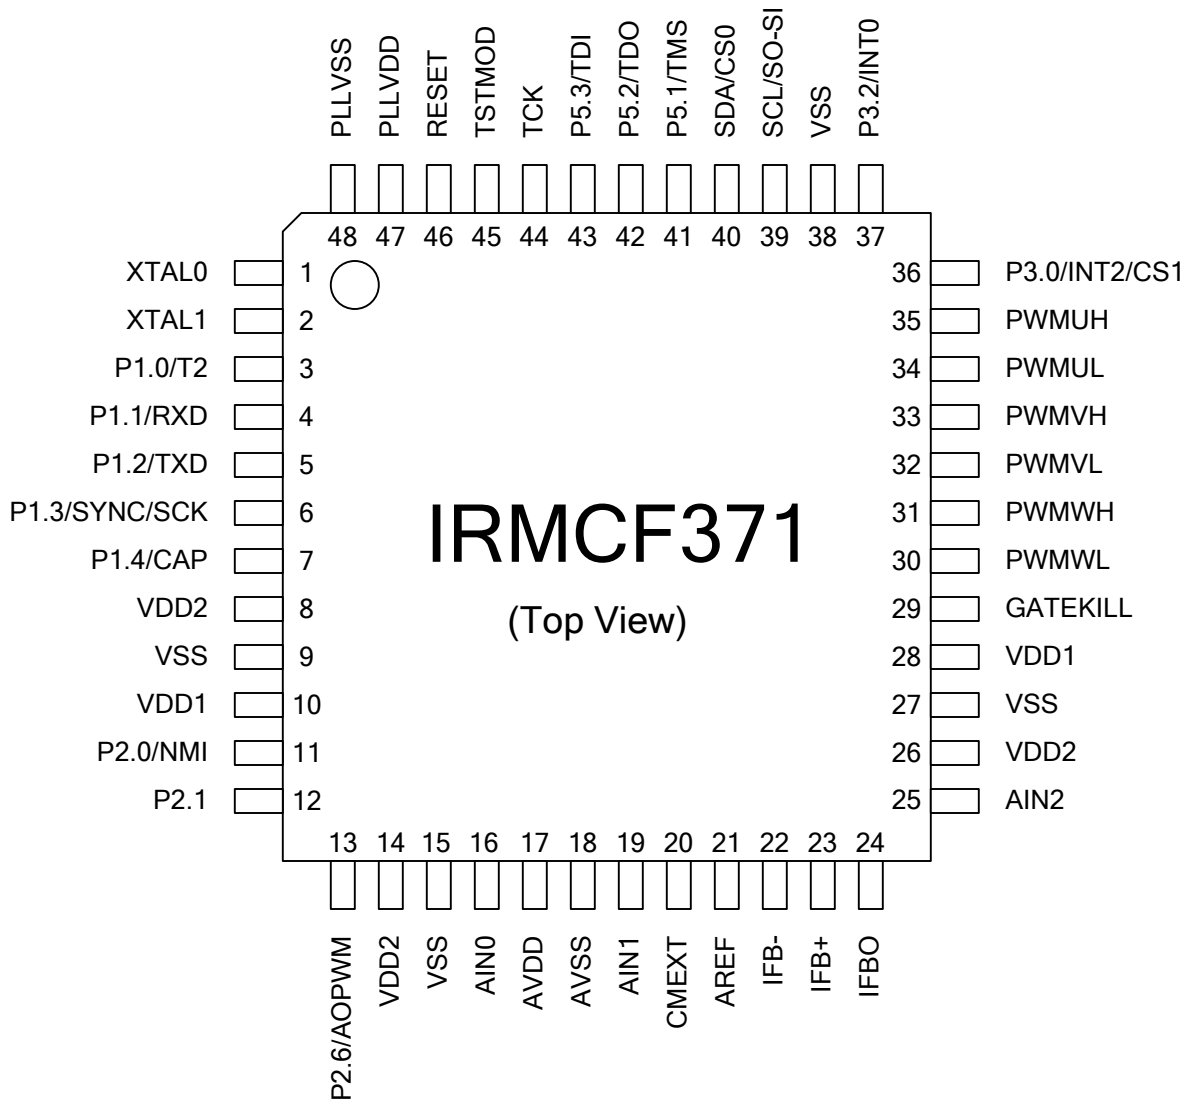 PLLVSS
PLLVDD
RESET
TSTMOD
TCK
P5.3/TDI
P5.2/TDO
P5.1/TMS
SDA/CS0
SCL/SO-SI
VSS
P3.2/INT0
48 47 46 45 44 43 42 41 40 39 38 37
XTAL0 1
XTAL1 2
P1.0/T2 3
P1.1/RXD 4
P1.2/TXD 5
P1.3/SYNC/SCK 6
P1.4/CAP 7
VDD2 8
VSS 9
VDD1 10
P2.0/NMI 11
P2.1 12
IRMCF371
(Top View)
36 P3.0/INT2/CS1
35 PWMUH
34 PWMUL
33 PWMVH
32 PWMVL
31 PWMWH
30 PWMWL
29 GATEKILL
28 VDD1
27 VSS
26 VDD2
25 AIN2
13 14 15 16 17 18 19 20 21 22 23 24
P2.6/AOPWM
VDD2
VSS
AIN0
AVDD
AVSS
AIN1
CMEXT
AREF
IFB-
IFB+
IFBO